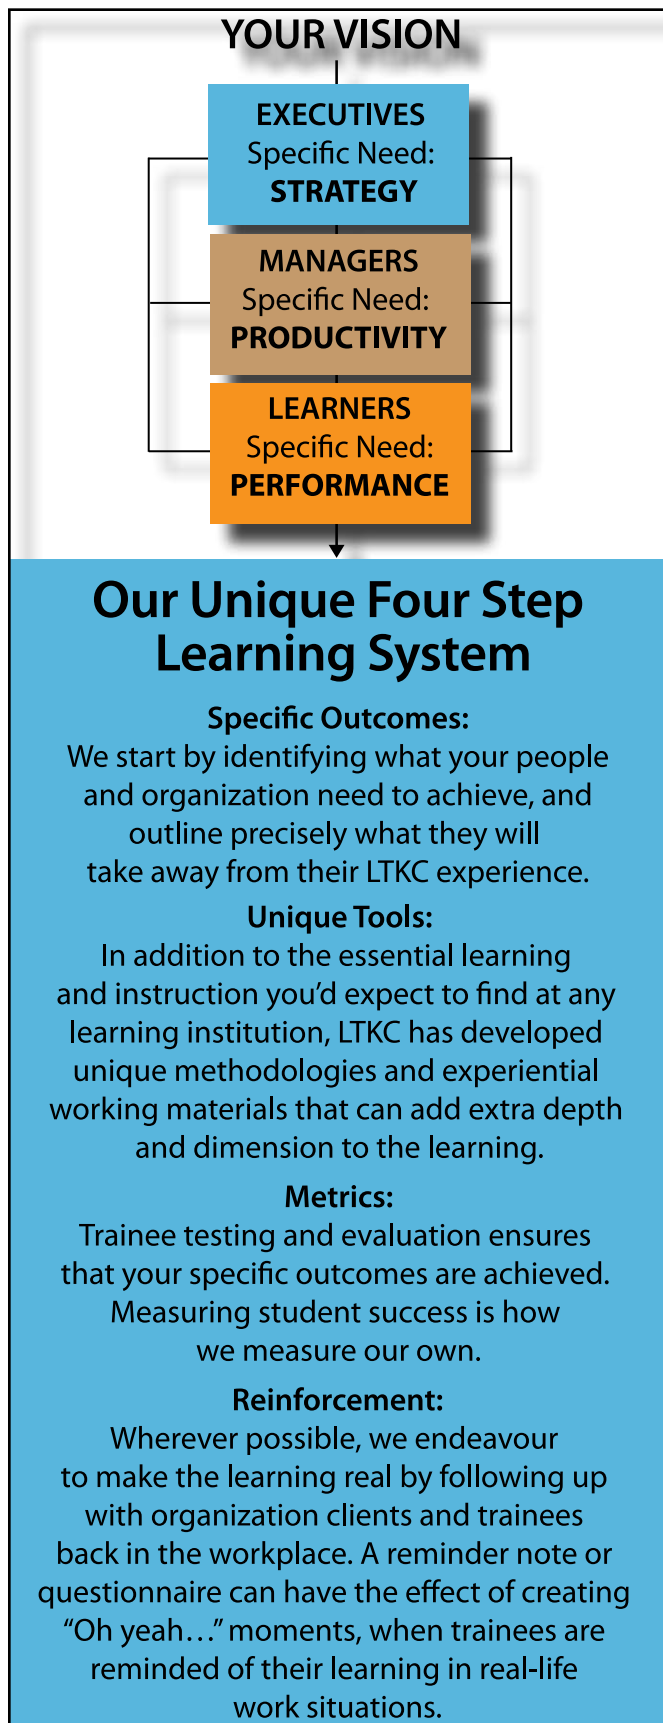 YOUR VISION
EXECUTIVES
Specific Need:
STRATEGY
MANAGERS
Specific Need:
PRODUCTIVITY
LEARNERS
Specific Need:
PERFORMANCE
Our Unique Four Step
Learning System
Specific Outcomes:
We start by identifying what your people
and organization need to achieve, and
outline precisely what they will
take away from their LTKC experience.
Unique Tools:
In addition to the essential learning
and instruction you’d expect to find at any
learning institution, LTKC has developed
unique methodologies and experiential
working materials that can add extra depth
and dimension to the learning.
Metrics:
Trainee testing and evaluation ensures
that your specific outcomes are achieved.
Measuring student success is how
we measure our own.
Reinforcement:
Wherever possible, we endeavour
to make the learning real by following up
with organization clients and trainees
back in the workplace. A reminder note or
questionnaire can have the effect of creating
“Oh yeah…” moments, when trainees are
reminded of their learning in real-life
work situations.